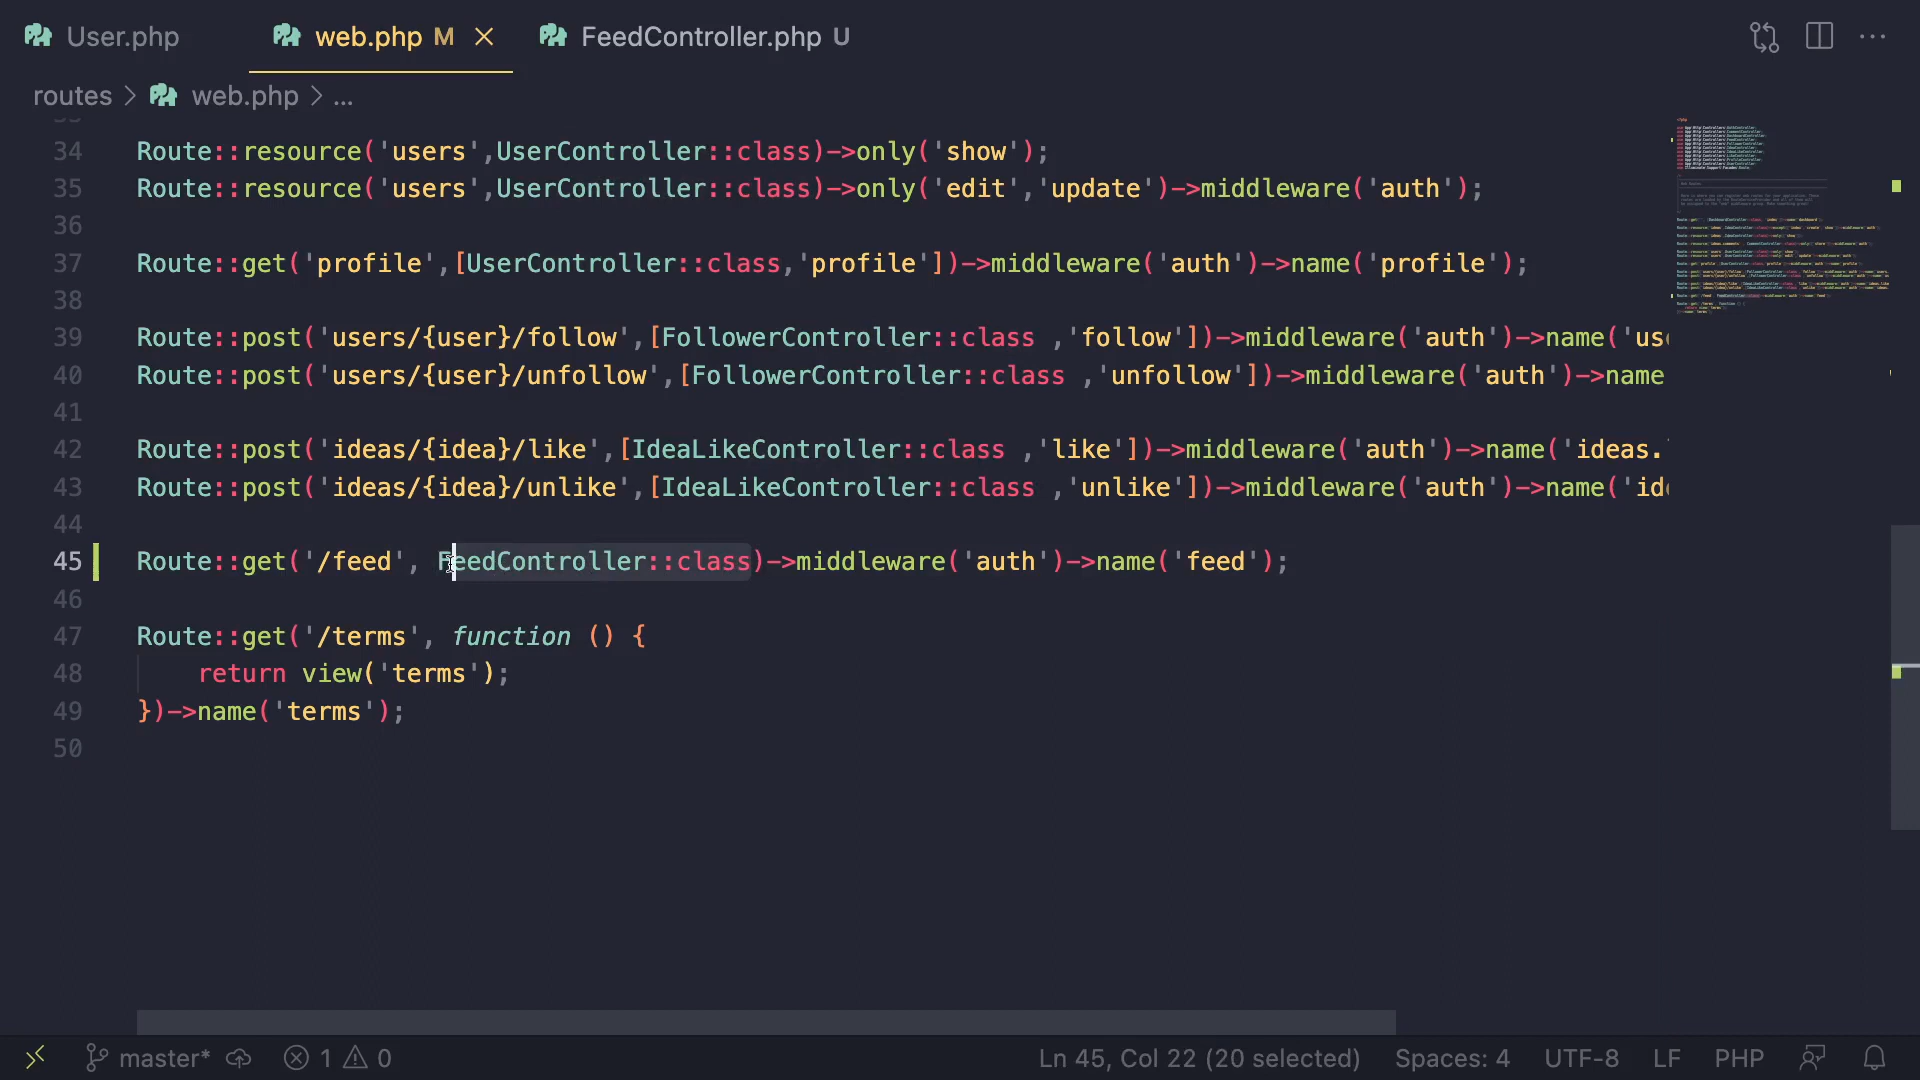 User.php
web.php M
FeedController.php U
routes > web.php > ...
34 Route::resource('users',UserController::class)->only('show');
35 Route::resource('users',UserController::class)->only('edit','update')->middleware('auth');
36
37 Route::get('profile',[UserController::class,'profile'])->middleware('auth')->name('profile');
38
39 Route::post('users/{user}/follow',[FollowerController::class ,'follow'])->middleware('auth')->name('us
40 Route::post('users/{user}/unfollow',[FollowerController::class ,'unfollow'])->middleware('auth')->name
41
42 Route::post('ideas/{idea}/like',[IdeaLikeController::class ,'like'])->middleware('auth')->name('ideas.
43 Route::post('ideas/{idea}/unlike',[IdeaLikeController::class ,'unlike'])->middleware('auth')->name('id
44
45 Route::get('/feed', FeedController::class)->middleware('auth')->name('feed');
46
47 Route::get('/terms', function () {
48 return view('terms');
49 })->name('terms');
50
master* 1 0 Ln 45, Col 22 (20 selected) Spaces: 4 UTF-8 LF PHP